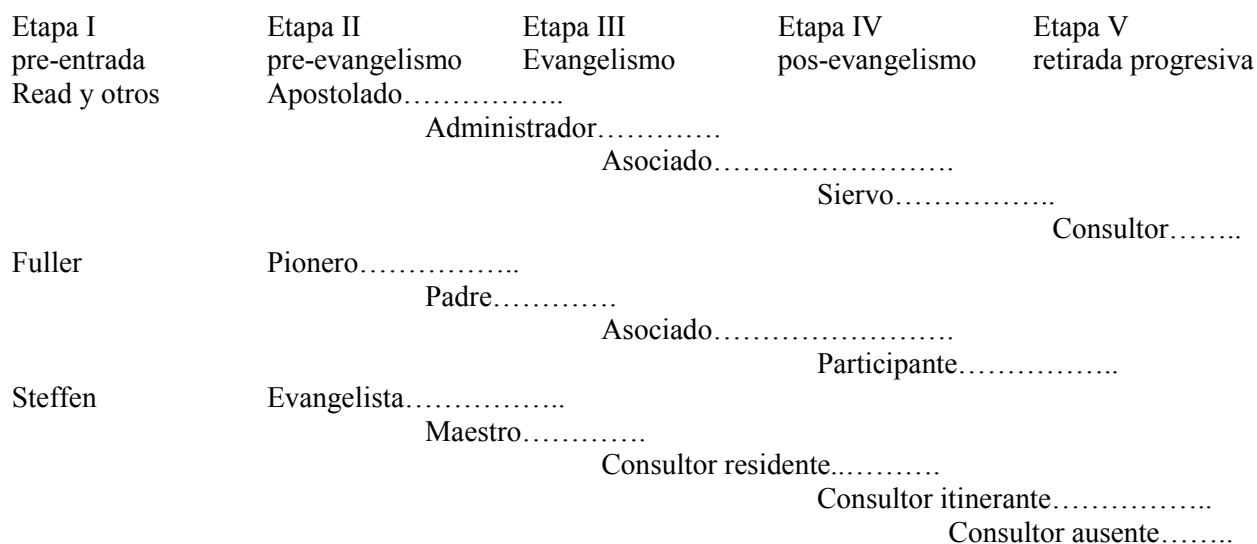 Etapa I Etapa II Etapa III Etapa IV Etapa V
pre-entrada pre-evangelismo Evangelismo pos-evangelismo retirada progresiva
Read y otros Apostolado……………..
Administrador………….
Asociado…………………….
Siervo……………..
Consultor……..
Fuller Pionero……………..
Padre………….
Asociado…………………….
Participante……………..
Steffen Evangelista……………..
Maestro………….
Consultor residente..………..
Consultor itinerante……………..
Consultor ausente……..